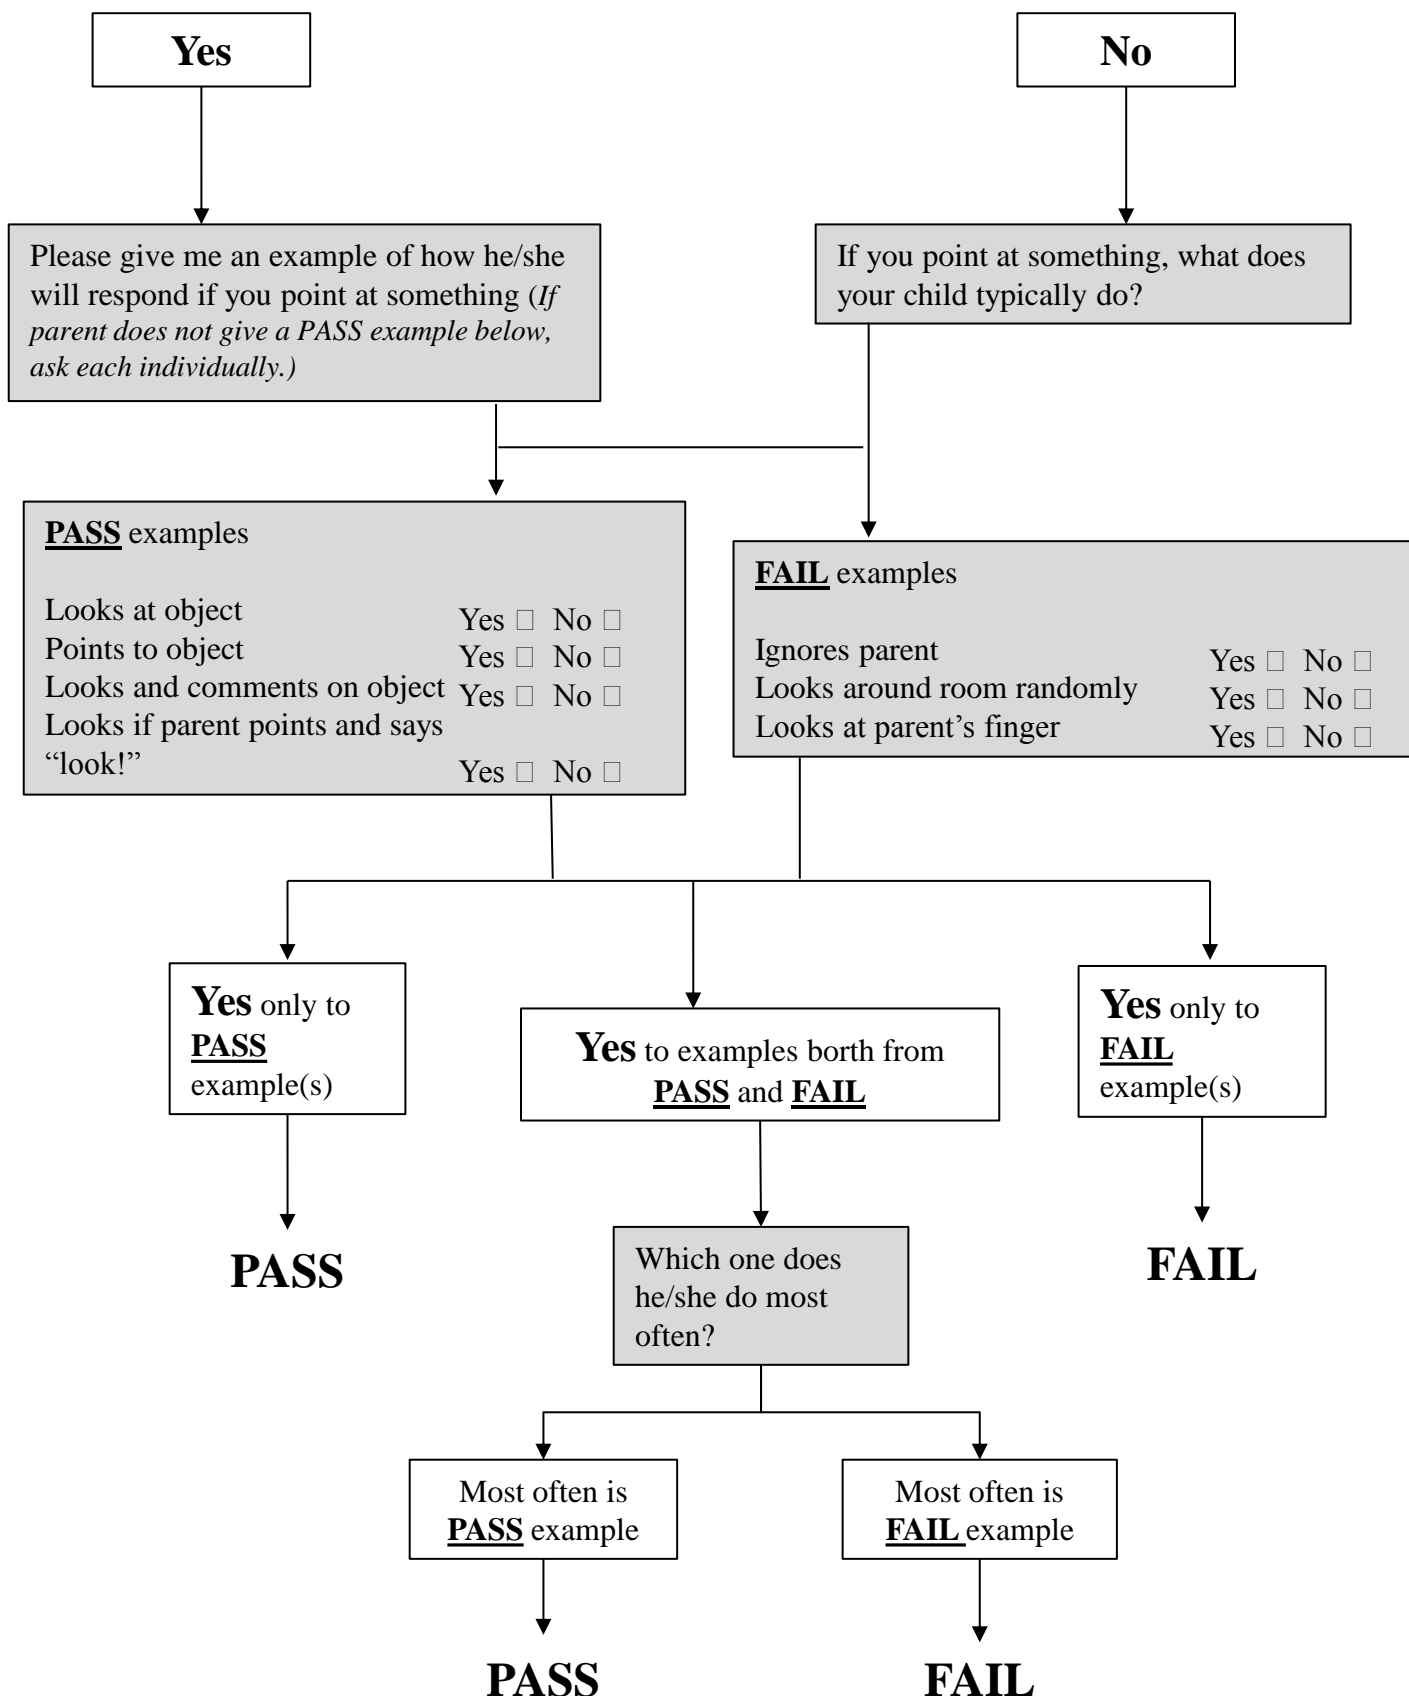 Yes
No
Please give me an example of how he/she
will respond if you point at something (If
parent does not give a PASS example below,
ask each individually.)
If you point at something, what does
your child typically do?
PASS examples
Looks at object Yes □ No □
Points to object Yes □ No □
Looks and comments on object Yes □ No □
Looks if parent points and says
“look!” Yes □ No □
FAIL examples
Ignores parent Yes □ No □
Looks around room randomly Yes □ No □
Looks at parent’s finger Yes □ No □
Yes only to
PASS
example(s)
Yes to examples borth from
PASS and FAIL
Yes only to
FAIL
example(s)
PASS
FAIL
Which one does
he/she do most
often?
Most often is
PASS example
Most often is
FAIL example
PASS
FAIL